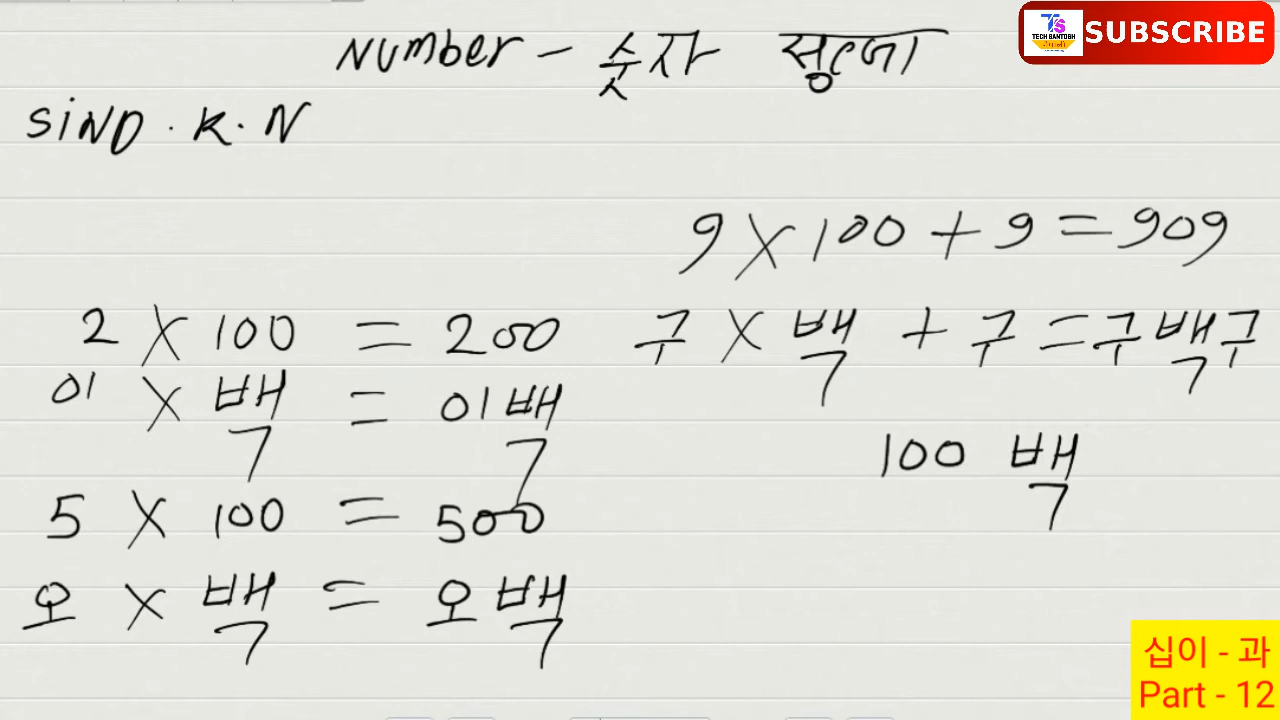 Number - 숫자 सुत्जा
SUBSCRIBE
TECH SANTOSH
SiND . K . N
9 X 100 + 9 = 909
2 X 100 = 200
구 X 백 + 구 = 구백구
이 X 백 = 이백
100 백
5 X 100 = 500
오 X 백 = 오백
십이 - 과
Part - 12